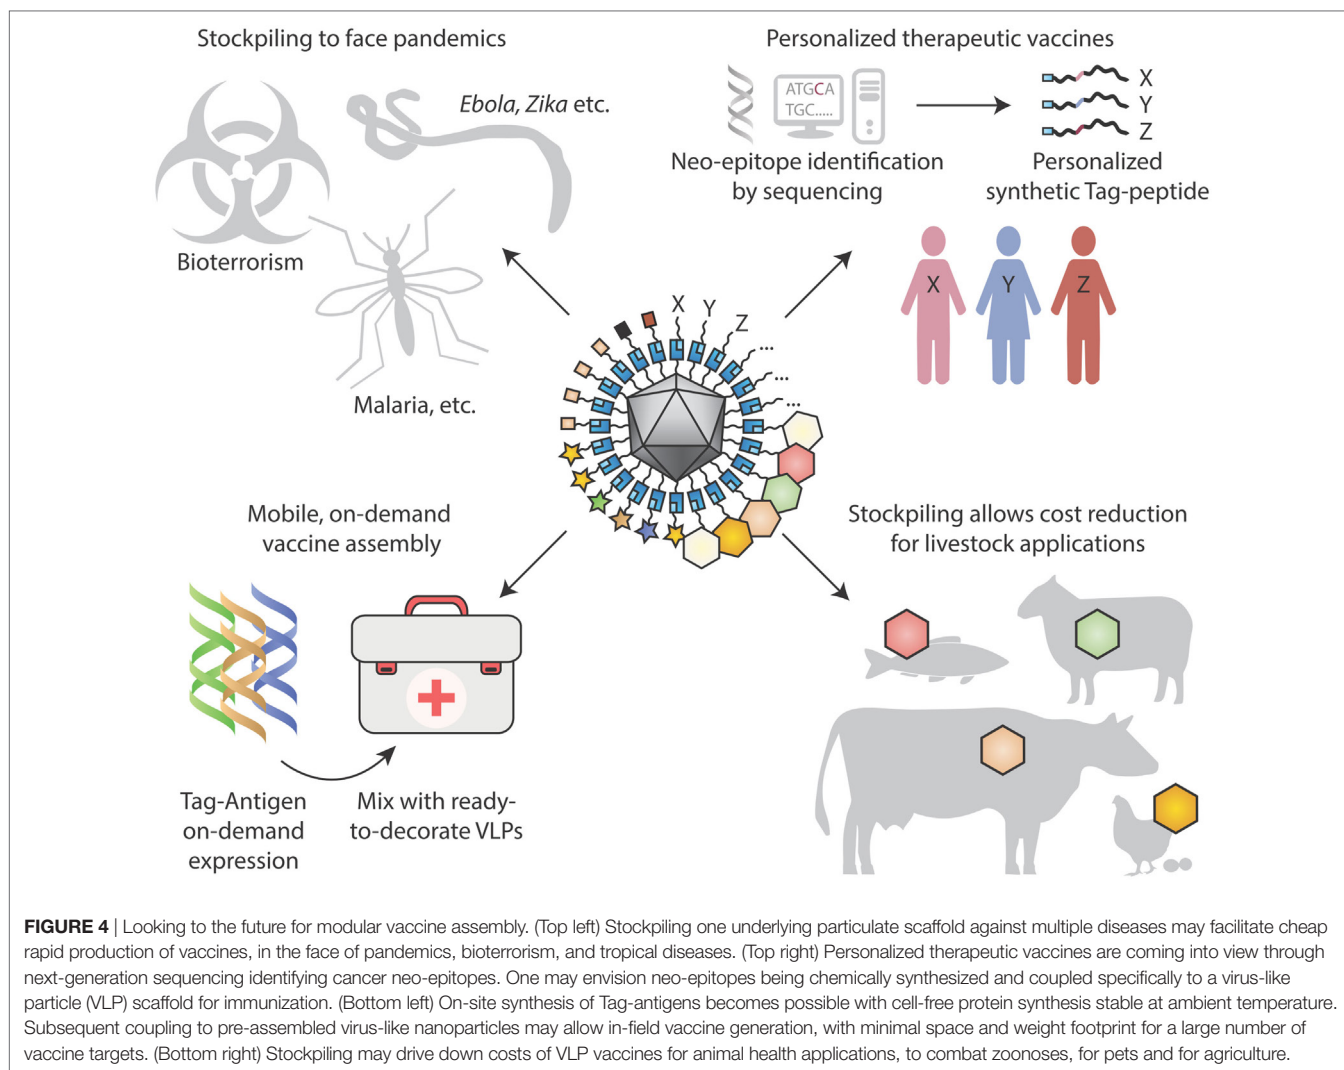 Stockpiling to face pandemics
Ebola, Zika etc.
Bioterrorism
Malaria, etc.
Personalized therapeutic vaccines
ATGCA
TGC.....
X
Y
Z
Neo-epitope identification
by sequencing
Personalized
synthetic Tag-peptide
X
Y
Z
X
Y
Z
...
...
...
Mobile, on-demand
vaccine assembly
Tag-Antigen
on-demand
expression
Mix with ready-
to-decorate VLPs
Stockpiling allows cost reduction
for livestock applications
FIGURE 4 | Looking to the future for modular vaccine assembly. (Top left) Stockpiling one underlying particulate scaffold against multiple diseases may facilitate cheap
rapid production of vaccines, in the face of pandemics, bioterrorism, and tropical diseases. (Top right) Personalized therapeutic vaccines are coming into view through
next-generation sequencing identifying cancer neo-epitopes. One may envision neo-epitopes being chemically synthesized and coupled specifically to a virus-like
particle (VLP) scaffold for immunization. (Bottom left) On-site synthesis of Tag-antigens becomes possible with cell-free protein synthesis stable at ambient temperature.
Subsequent coupling to pre-assembled virus-like nanoparticles may allow in-field vaccine generation, with minimal space and weight footprint for a large number of
vaccine targets. (Bottom right) Stockpiling may drive down costs of VLP vaccines for animal health applications, to combat zoonoses, for pets and for agriculture.